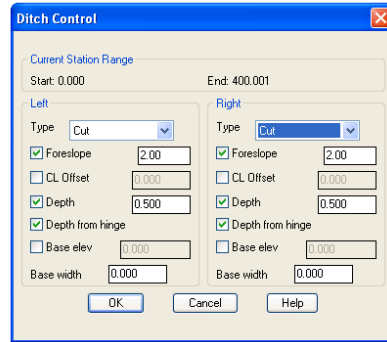 Ditch Control
Current Station Range
Start: 0.000 End: 400.001
Left Right
Type Cut Type Cut
Foreslope 2.00 Foreslope 2.00
CL Offset 0.000 CL Offset 0.000
Depth 0.500 Depth 0.500
Depth from hinge Depth from hinge
Base elev 0.000 Base elev 0.000
Base width 0.000 Base width 0.000
OK Cancel Help